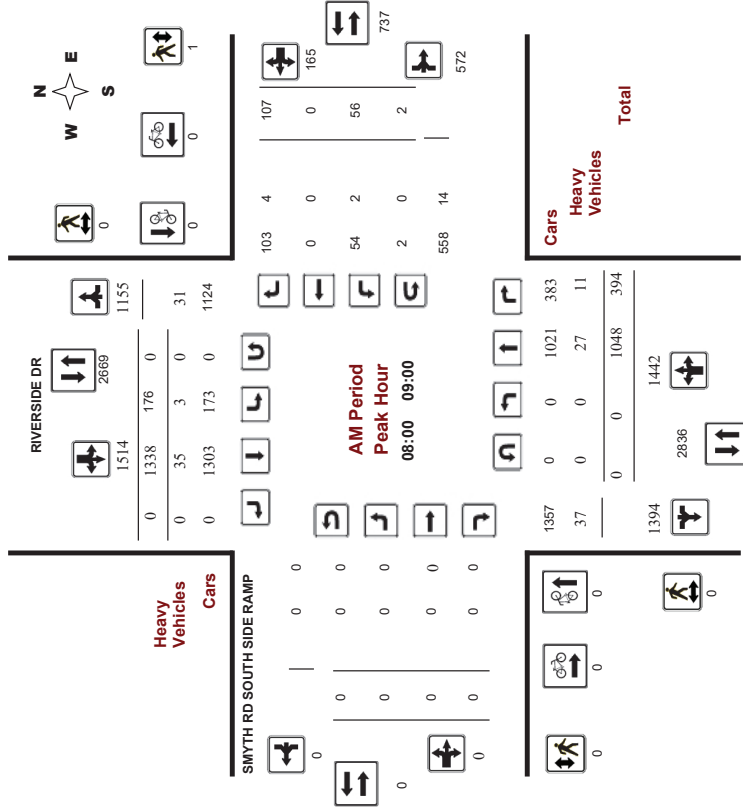 RIVERSIDE DR
N
W E
S
0
0
0
1
1514
2669
1155
0 1338 176 0
0 35 3 0 31
0 1303 173 0 1124
Heavy
Vehicles
Cars
SMYTH RD SOUTH SIDE RAMP
165
737
572
103 4 107
0 0 0
54 2 56
2 0 2
558 14
AM Period
Peak Hour
08:00 09:00
0
0
0
0 0
0 0 0
0 0 0
0 0 0
0 0 0
1357 0 0 1021 383 Cars
37 0 0 27 11 Heavy
Vehicles
0 0 1048 394 Total
1394
1442
2836
0
0
0
0